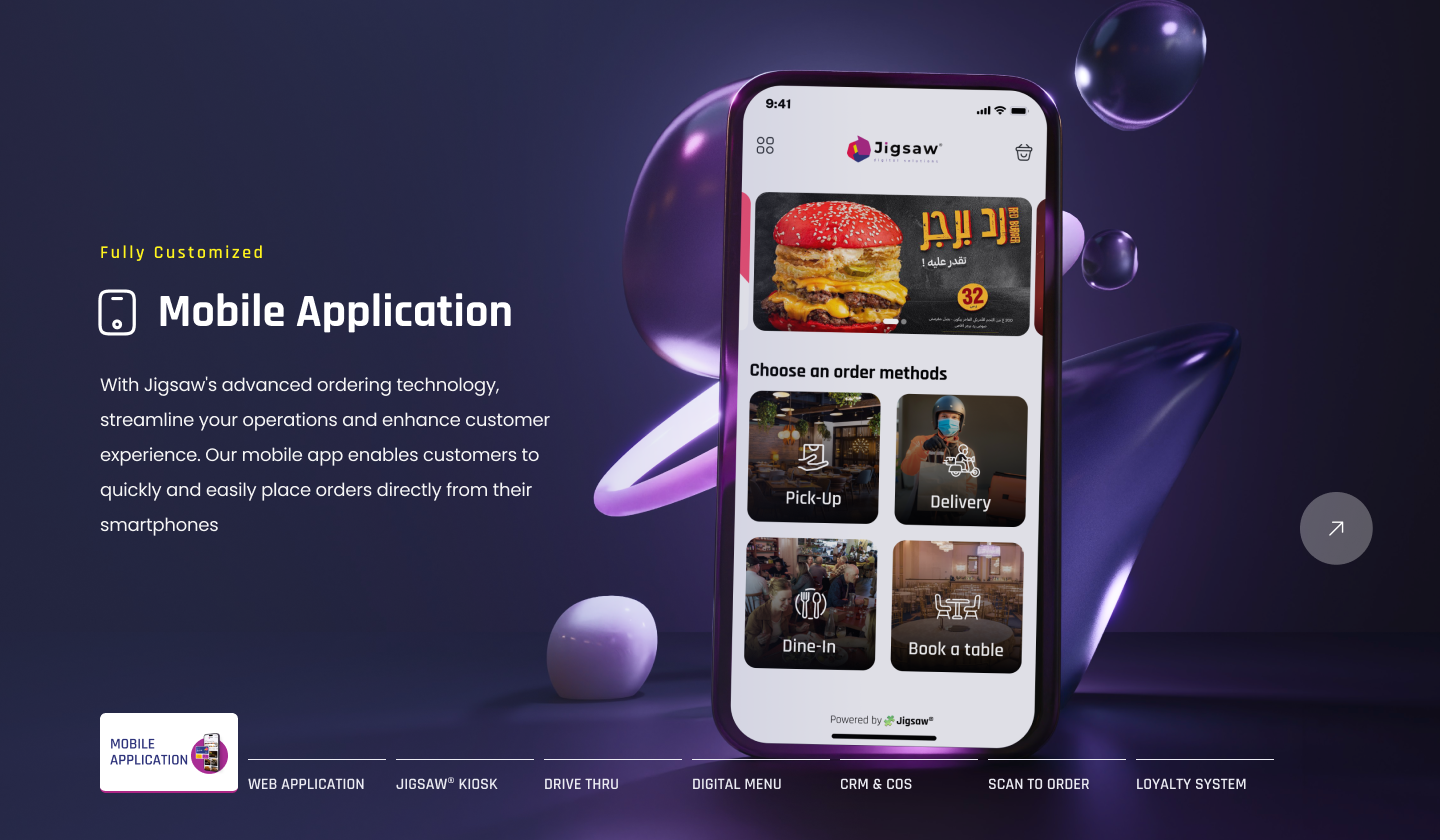 Fully Customized
Mobile Application
With Jigsaw's advanced ordering technology,
streamline your operations and enhance customer
experience. Our mobile app enables customers to
quickly and easily place orders directly from their
smartphones
9:41
Jigsaw®
digital solutions
رد برجر
RED BURGER
تقدر عليه !
32
Choose an order methods
Pick-Up
Delivery
Dine-In
Book a table
Powered by Jigsaw®
MOBILE
APPLICATION
WEB APPLICATION
JIGSAW® KIOSK
DRIVE THRU
DIGITAL MENU
CRM & COS
SCAN TO ORDER
LOYALTY SYSTEM